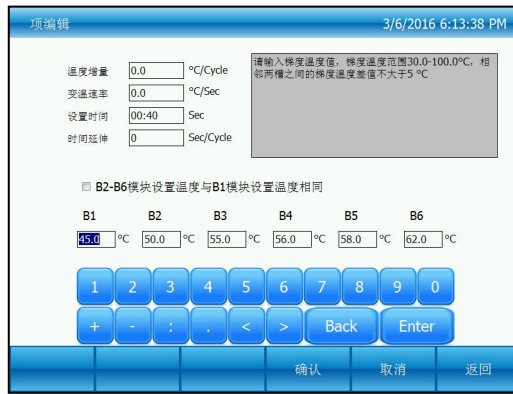 项编辑 3/6/2016 6:13:38 PM
温度增量 0.0 °C/Cycle
变温速率 0.0 °C/Sec
设置时间 00:40 Sec
时间延伸 0 Sec/Cycle
请输入梯度温度值，梯度温度范围30.0-100.0°C，相
邻两槽之间的梯度温度差值不大于5 °C
B2-B6模块设置温度与B1模块设置温度相同
B1 B2 B3 B4 B5 B6
45.0 °C 50.0 °C 55.0 °C 56.0 °C 58.0 °C 62.0 °C
1 2 3 4 5 6 7 8 9 0
+ - : . < > Back Enter
确认 取消 返回